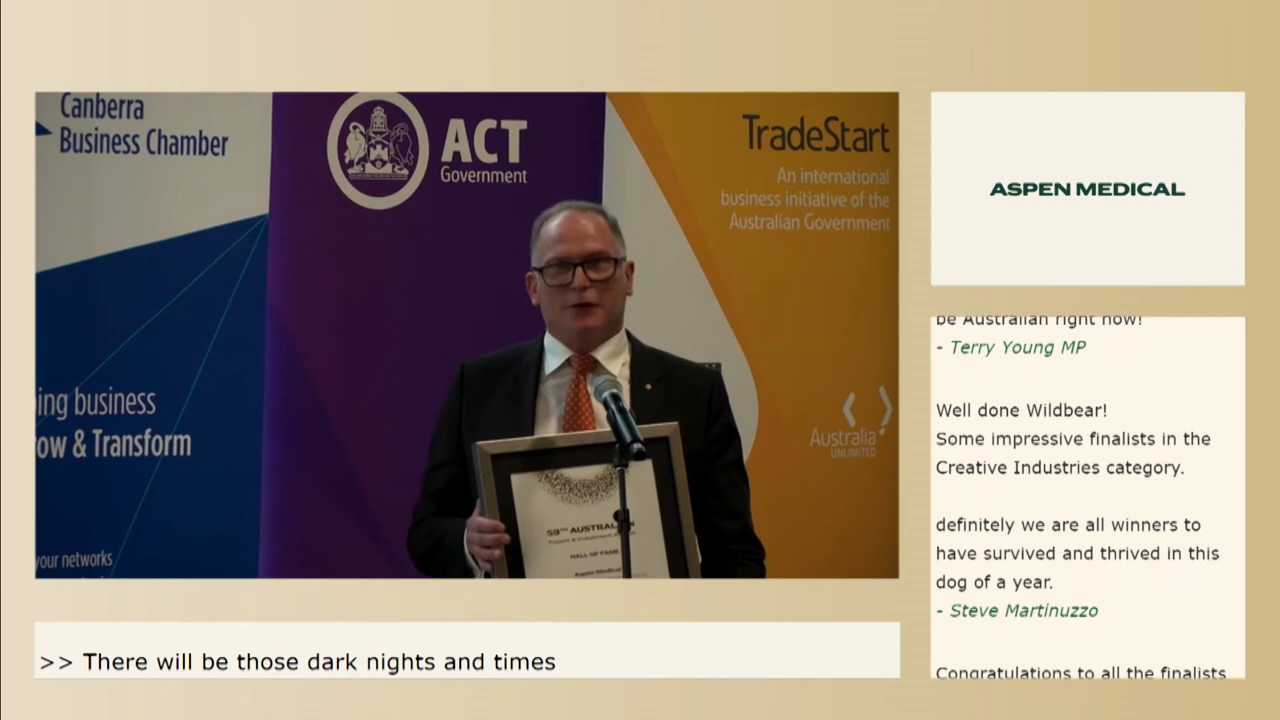 Canberra
Business Chamber
ing business
ow & Transform
your networks
ACT
Government
TradeStart
An international
business initiative of the
Australian Government
Australia
UNLIMITED
59TH AUSTRALIAN
HALL OF FAME
Aspen Medical
ASPEN MEDICAL
be Australian right now!
- Terry Young MP
Well done Wildbear!
Some impressive finalists in the
Creative Industries category.
definitely we are all winners to
have survived and thrived in this
dog of a year.
- Steve Martinuzzo
Congratulations to all the finalists
>> There will be those dark nights and times